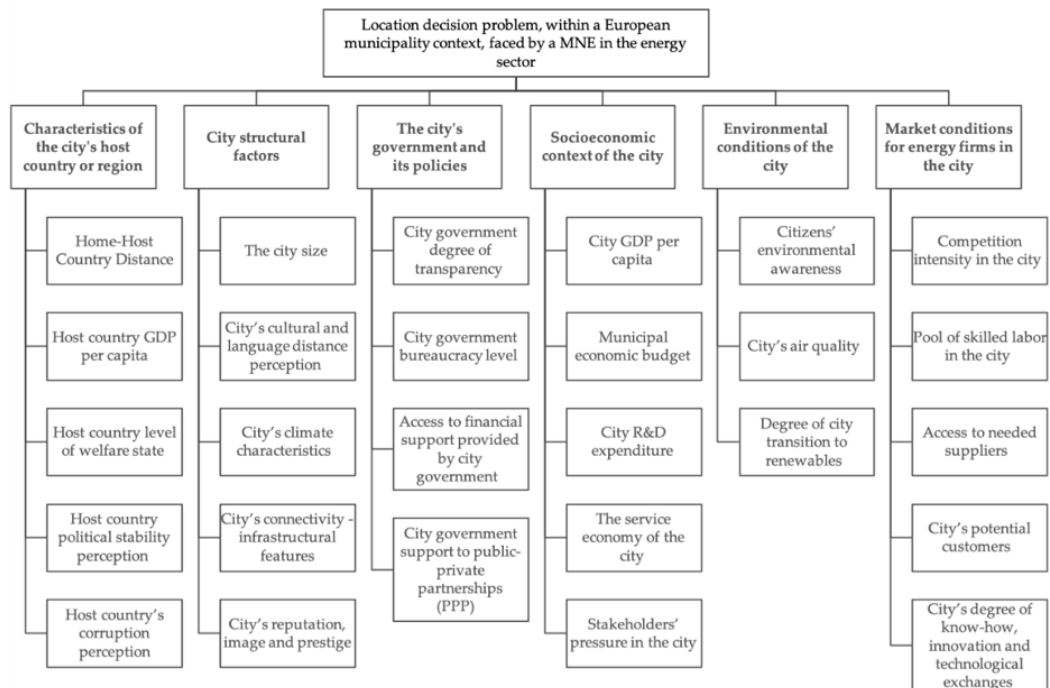 Location decision problem, within a European
municipality context, faced by a MNE in the energy
sector
Characteristics of
the city's host
country or region
City structural
factors
The city's
government and
its policies
Socioeconomic
context of the city
Environmental
conditions of the
city
Market conditions
for energy firms in
the city
Home-Host
Country Distance
Host country GDP
per capita
Host country level
of welfare state
Host country
political stability
perception
Host country's
corruption
perception
The city size
City's cultural and
language distance
perception
City's climate
characteristics
City's connectivity -
infrastructural
features
City's reputation,
image and prestige
City government
degree of
transparency
City government
bureaucracy level
Access to financial
support provided
by city
government
City government
support to public-
private
partnerships
(PPP)
City GDP per
capita
Municipal
economic budget
City R&D
expenditure
The service
economy of the
city
Stakeholders'
pressure in the city
Citizens'
environmental
awareness
City's air quality
Degree of city
transition to
renewables
Competition
intensity in the city
Pool of skilled labor
in the city
Access to needed
suppliers
City's potential
customers
City's degree of
know-how,
innovation and
technological
exchanges